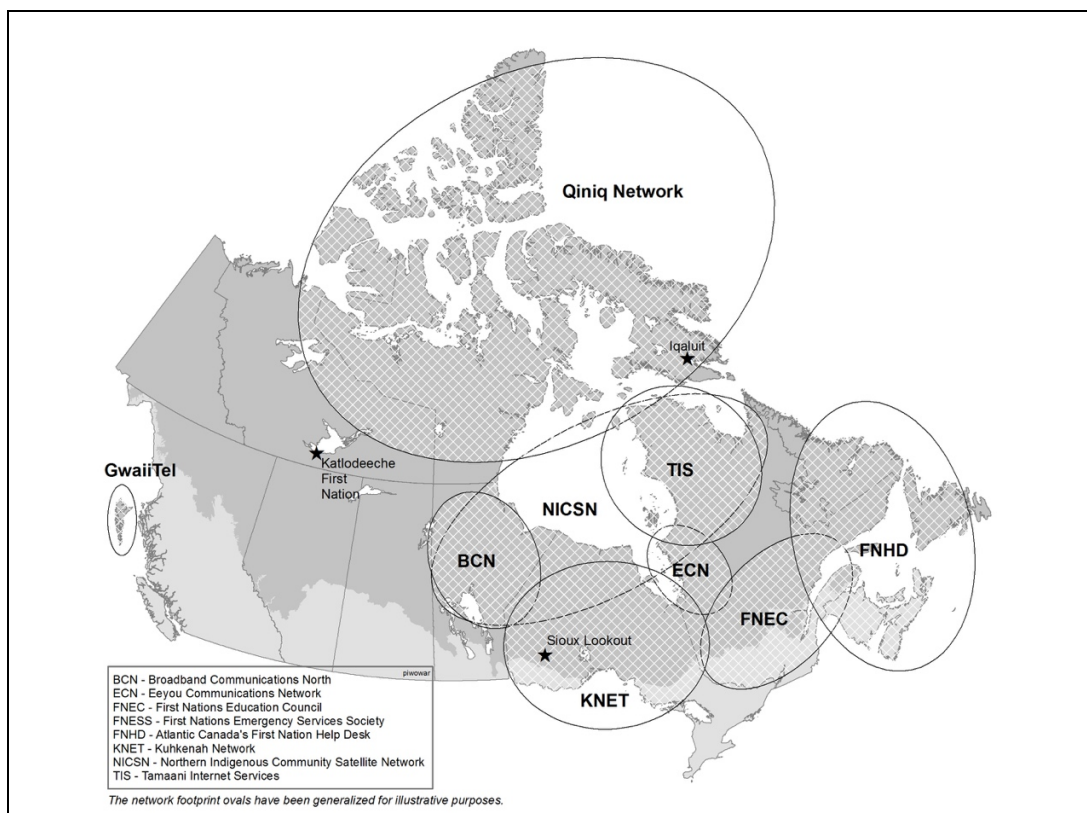 Qiniq Network
Iqaluit
Katlodeeche
First
Nation
GwaiiTel
TIS
NICSN
BCN
ECN
FNHD
FNEC
Sioux Lookout
KNET
piwowar
BCN - Broadband Communications North
ECN - Eeyou Communications Network
FNEC - First Nations Education Council
FNESS - First Nations Emergency Services Society
FNHD - Atlantic Canada's First Nation Help Desk
KNET - Kuhkenah Network
NICSN - Northern Indigenous Community Satellite Network
TIS - Tamaani Internet Services
The network footprint ovals have been generalized for illustrative purposes.